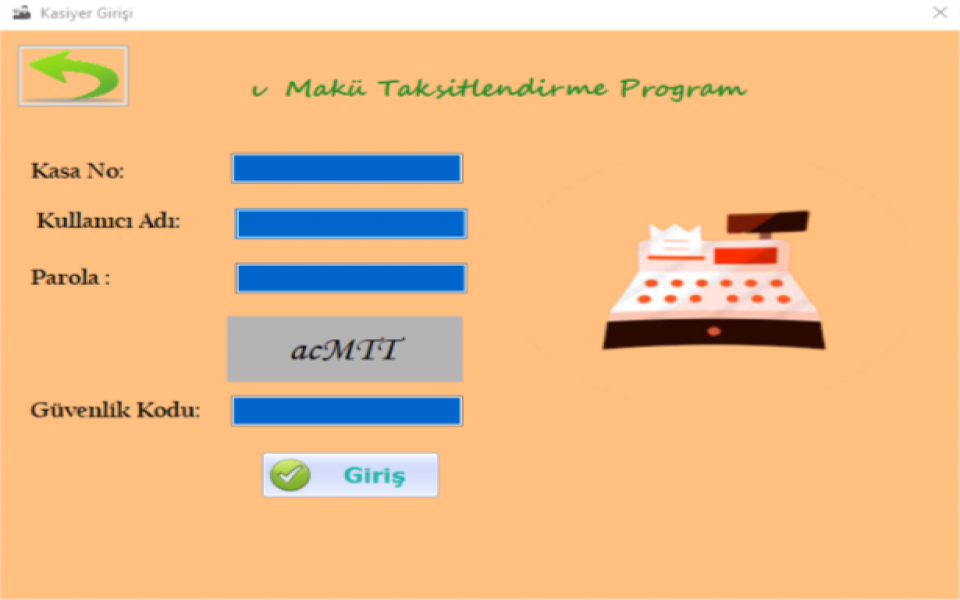 Kasiyer Girişi
ı Makü Taksitlendirme Program
Kasa No:
Kullanıcı Adı:
Parola :
acMTT
Güvenlik Kodu:
Giriş